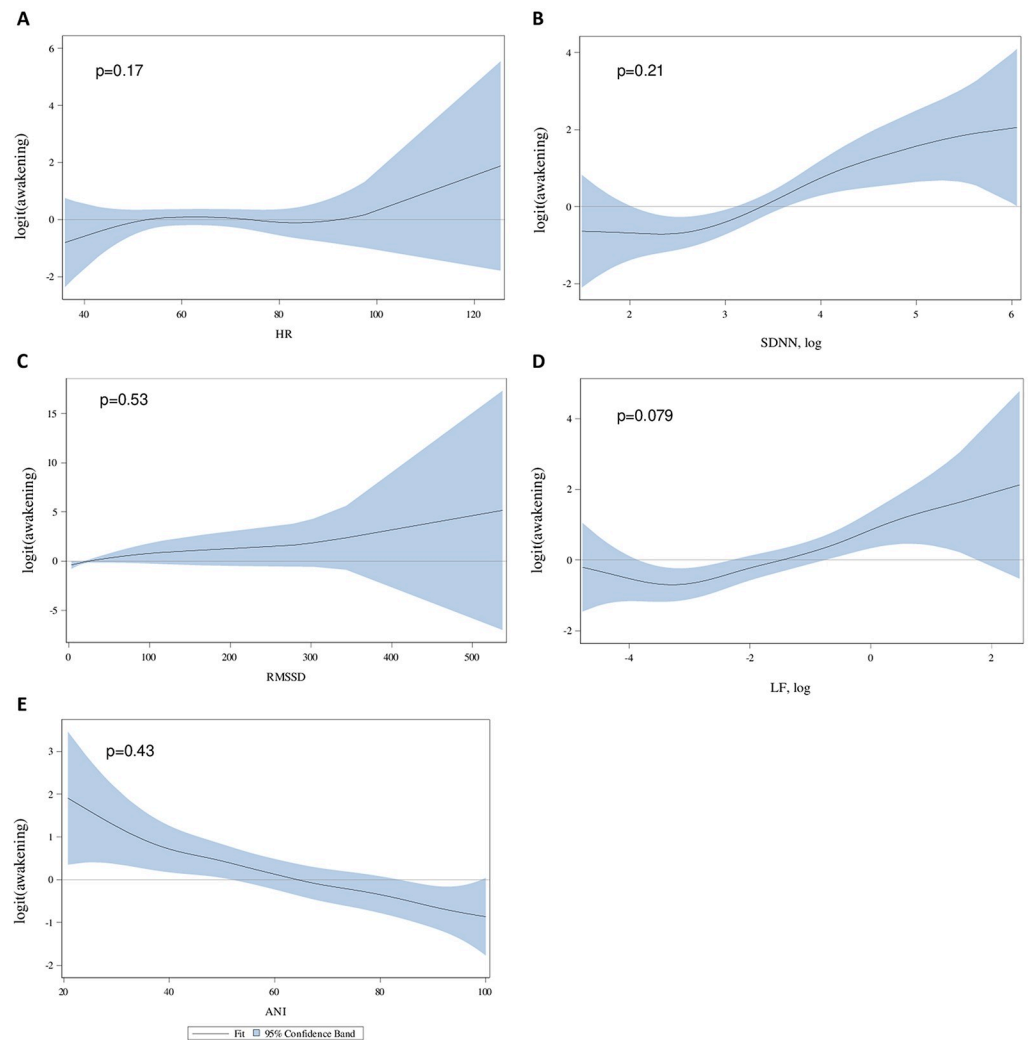 A
p=0.17
logit(awakening)
6
4
2
0
-2
40 60 80 100 120
HR
B
p=0.21
logit(awakening)
4
2
0
-2
2 3 4 5 6
SDNN, log
C
p=0.53
logit(awakening)
15
10
5
0
-5
0 100 200 300 400 500
RMSSD
D
p=0.079
logit(awakening)
4
2
0
-2
-4 -2 0 2
LF, log
E
p=0.43
logit(awakening)
3
2
1
0
-1
-2
20 40 60 80 100
ANI
Fit 95% Confidence Band